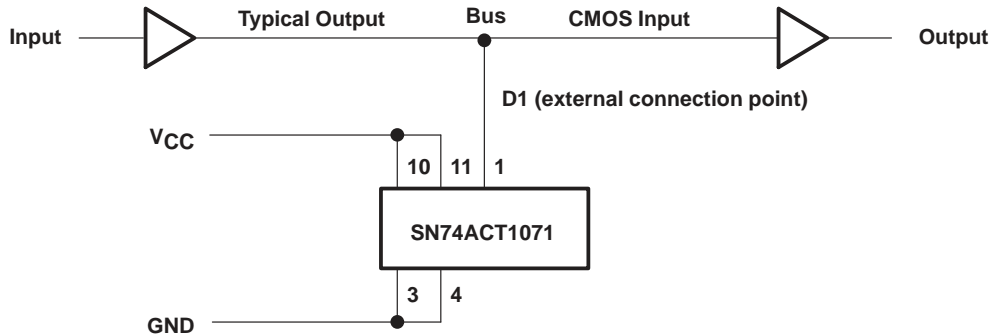 Typical Output Bus CMOS Input
Input Output
D1 (external connection point)
VCC
10 11 1
SN74ACT1071
3 4
GND